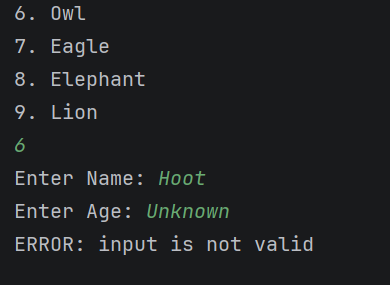 6. Owl
7. Eagle
8. Elephant
9. Lion
6
Enter Name: Hoot
Enter Age: Unknown
ERROR: input is not valid